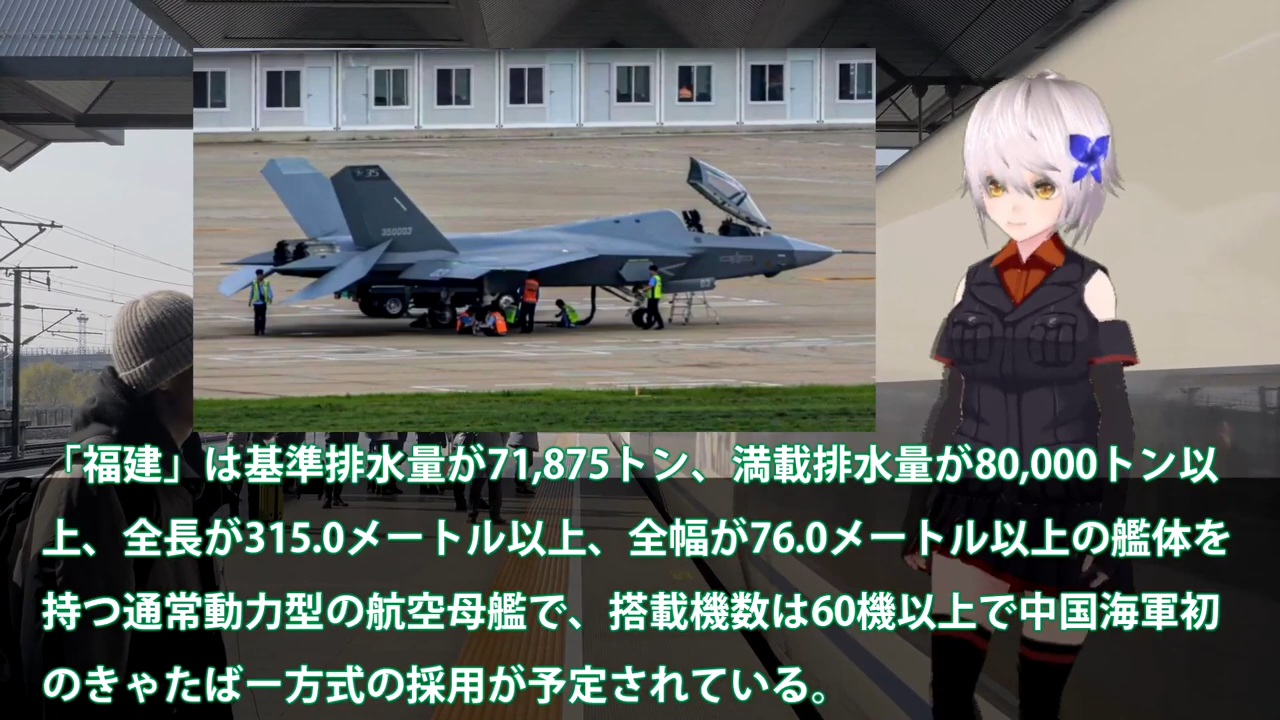 35
350003
「福建」は基準排水量が71,875トン、満載排水量が80,000トン以
上、全長が315.0メートル以上、全幅が76.0メートル以上の艦体を
持つ通常動力型の航空母艦で、搭載機数は60機以上で中国海軍初
のきゃたばー方式の採用が予定されている。